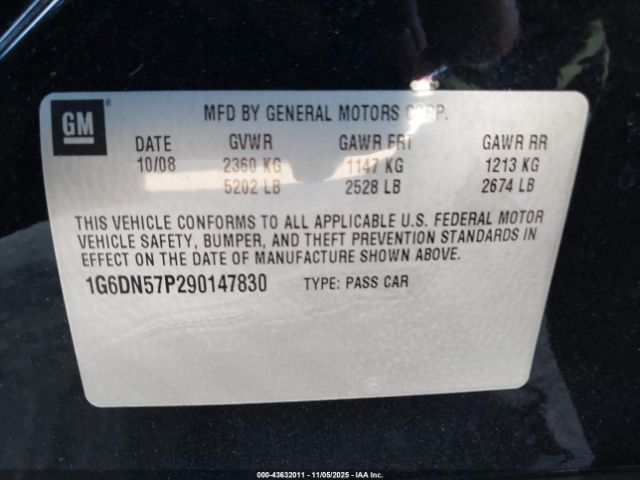 GM ®
MFD BY GENERAL MOTORS CORP.
DATE GVWR GAWR FRT GAWR RR
10/08 2360 KG 1147 KG 1213 KG
5202 LB 2528 LB 2674 LB
THIS VEHICLE CONFORMS TO ALL APPLICABLE U.S. FEDERAL MOTOR
VEHICLE SAFETY, BUMPER, AND THEFT PREVENTION STANDARDS IN
EFFECT ON THE DATE OF MANUFACTURE SHOWN ABOVE.
1G6DN57P290147830 TYPE: PASS CAR
000-43632011 - 11/05/2025 - IAAI Inc.